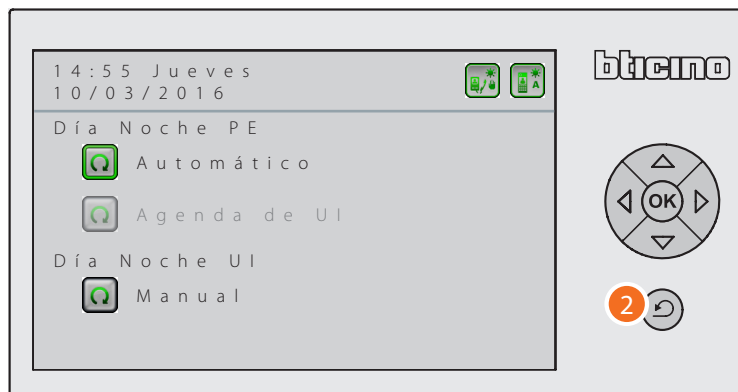 14:55 Jueves
10/03/2016
A
bticino
Día Noche PE
Automático
Agenda de UI
OK
Día Noche UI
Manual
2